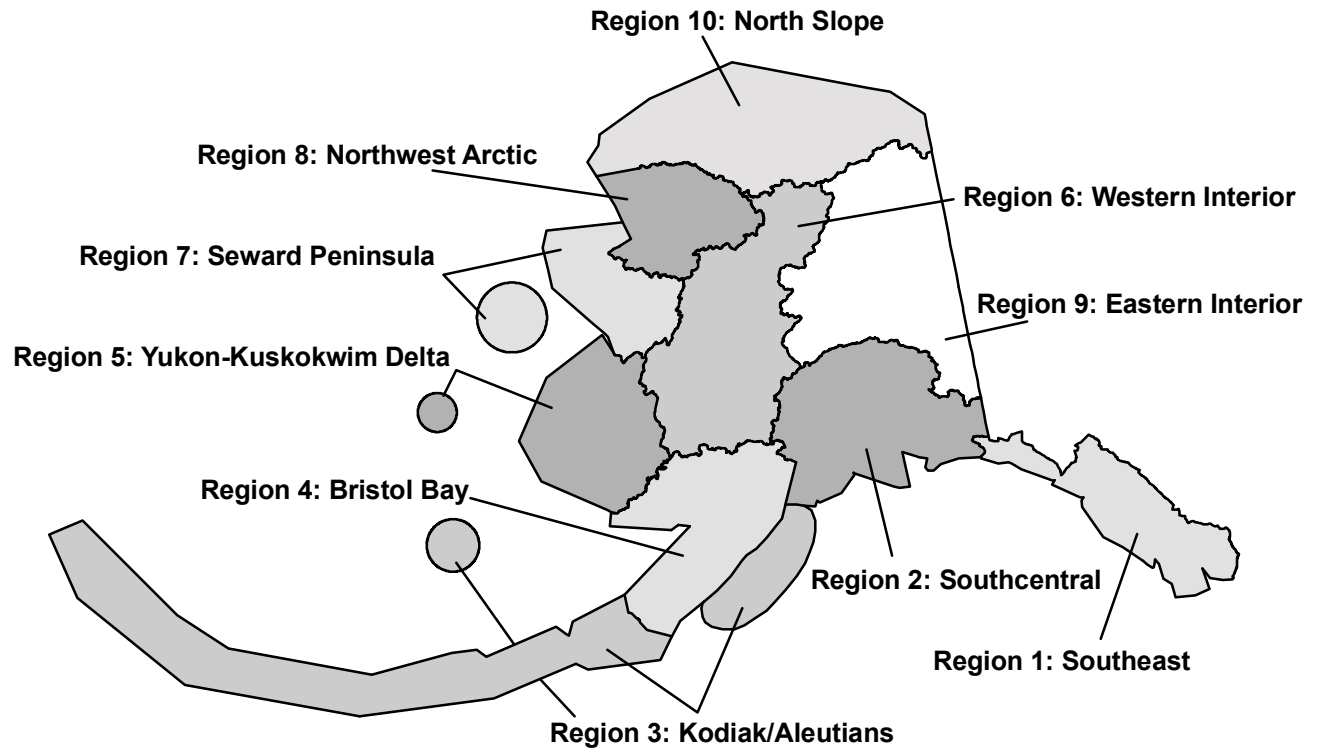 Region 10: North Slope
Region 8: Northwest Arctic
Region 6: Western Interior
Region 7: Seward Peninsula
Region 9: Eastern Interior
Region 5: Yukon-Kuskokwim Delta
Region 4: Bristol Bay
Region 2: Southcentral
Region 1: Southeast
Region 3: Kodiak/Aleutians